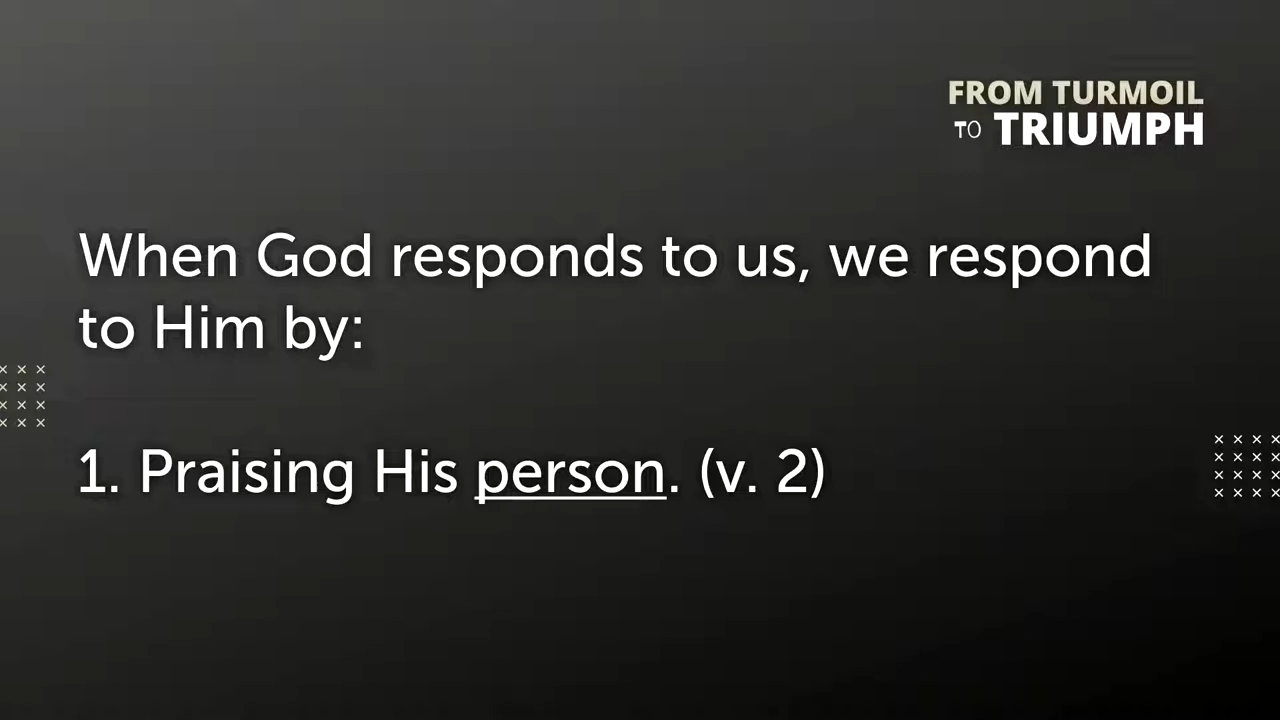 FROM TURMOIL
TO TRIUMPH
When God responds to us, we respond
to Him by:
1. Praising His person. (v. 2)